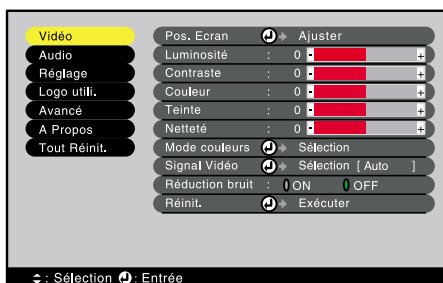 Vidéo
Audio
Réglage
Logo utili.
Avancé
A Propos
Tout Réinit.
Pos. Ecran Ajuster
Luminosité : 0 - +
Contraste : 0 - +
Couleur : 0 - +
Teinte : 0 - +
Netteté : 0 - +
Mode couleurs Sélection
Signal Vidéo Sélection [ Auto ]
Réduction bruit : ON OFF
Réinit. Exécuter
: Sélection : Entrée